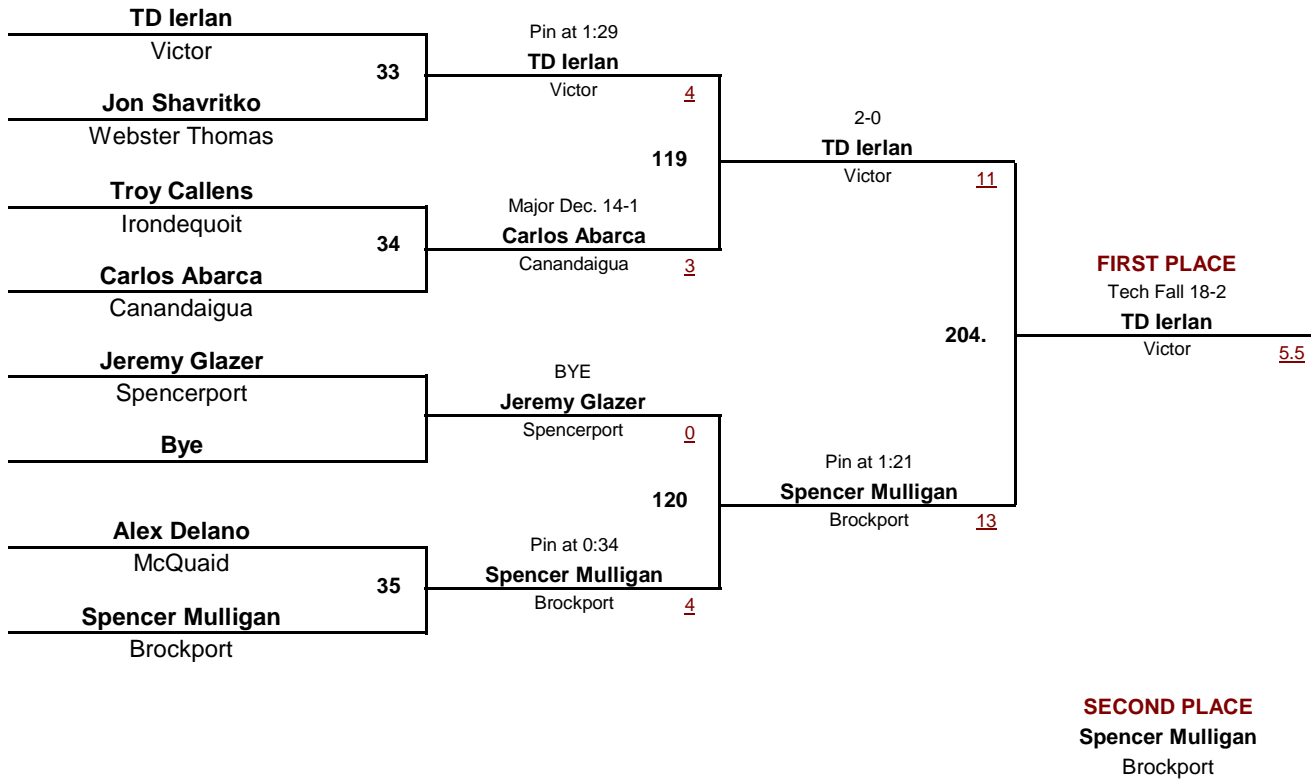 TD Ierlan
Victor
33
Jon Shavritko
Webster Thomas
Troy Callens
Irondequoit
34
Carlos Abarca
Canandaigua
Jeremy Glazer
Spencerport
Bye
Alex Delano
McQuaid
35
Spencer Mulligan
Brockport
Pin at 1:29
TD Ierlan
Victor
4
119
Major Dec. 14-1
Carlos Abarca
Canandaigua
3
BYE
Jeremy Glazer
Spencerport
0
120
Pin at 0:34
Spencer Mulligan
Brockport
4
2-0
TD Ierlan
Victor
11
204.
Pin at 1:21
Spencer Mulligan
Brockport
13
FIRST PLACE
Tech Fall 18-2
TD Ierlan
Victor
5.5
SECOND PLACE
Spencer Mulligan
Brockport